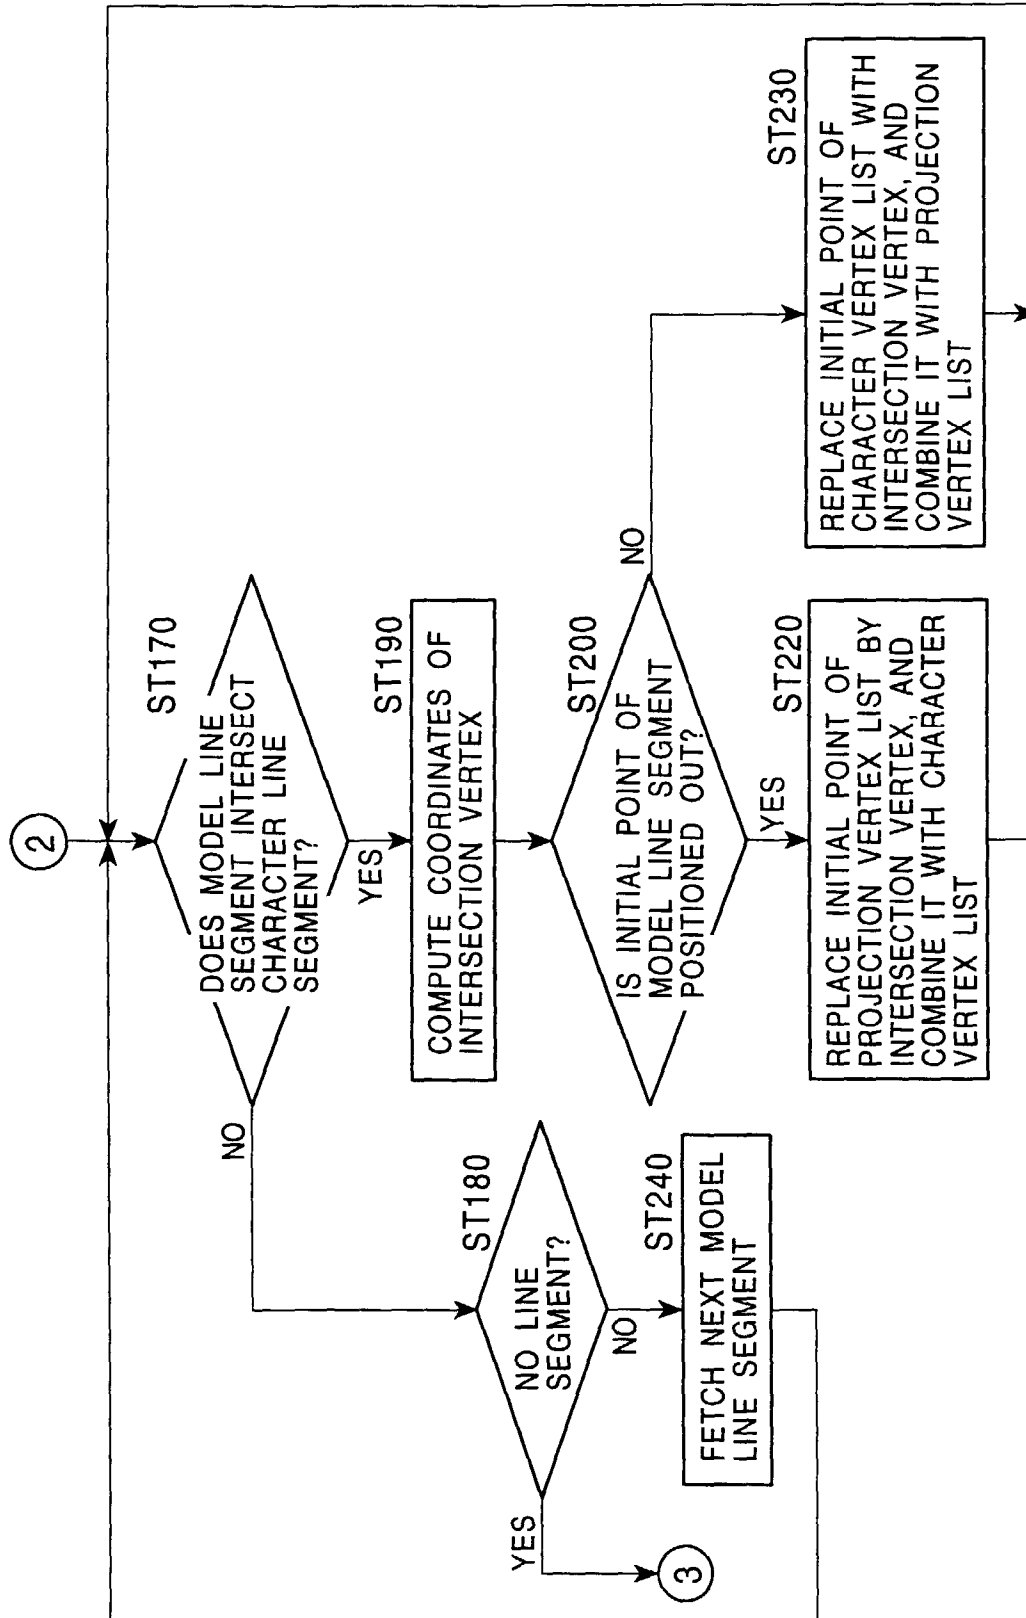 2
ST170
DOES MODEL LINE
SEGMENT INTERSECT
CHARACTER LINE
SEGMENT?
NO
YES
ST180
NO LINE
SEGMENT?
YES
NO
3
ST240
FETCH NEXT MODEL
LINE SEGMENT
ST190
COMPUTE COORDINATES OF
INTERSECTION VERTEX
ST200
IS INITIAL POINT OF
MODEL LINE SEGMENT
POSITIONED OUT?
NO
YES
ST220
REPLACE INITIAL POINT OF
PROJECTION VERTEX LIST BY
INTERSECTION VERTEX, AND
COMBINE IT WITH CHARACTER
VERTEX LIST
ST230
REPLACE INITIAL POINT OF
CHARACTER VERTEX LIST WITH
INTERSECTION VERTEX, AND
COMBINE IT WITH PROJECTION
VERTEX LIST